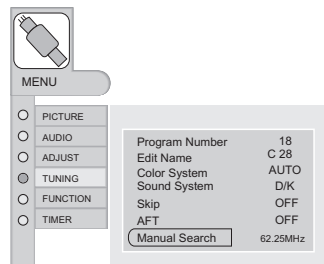 MENU
PICTURE
AUDIO
ADJUST
TUNING
FUNCTION
TIMER
Program Number 18
Edit Name C 28
Color System AUTO
Sound System D/K
Skip OFF
AFT OFF
Manual Search 62.25MHz